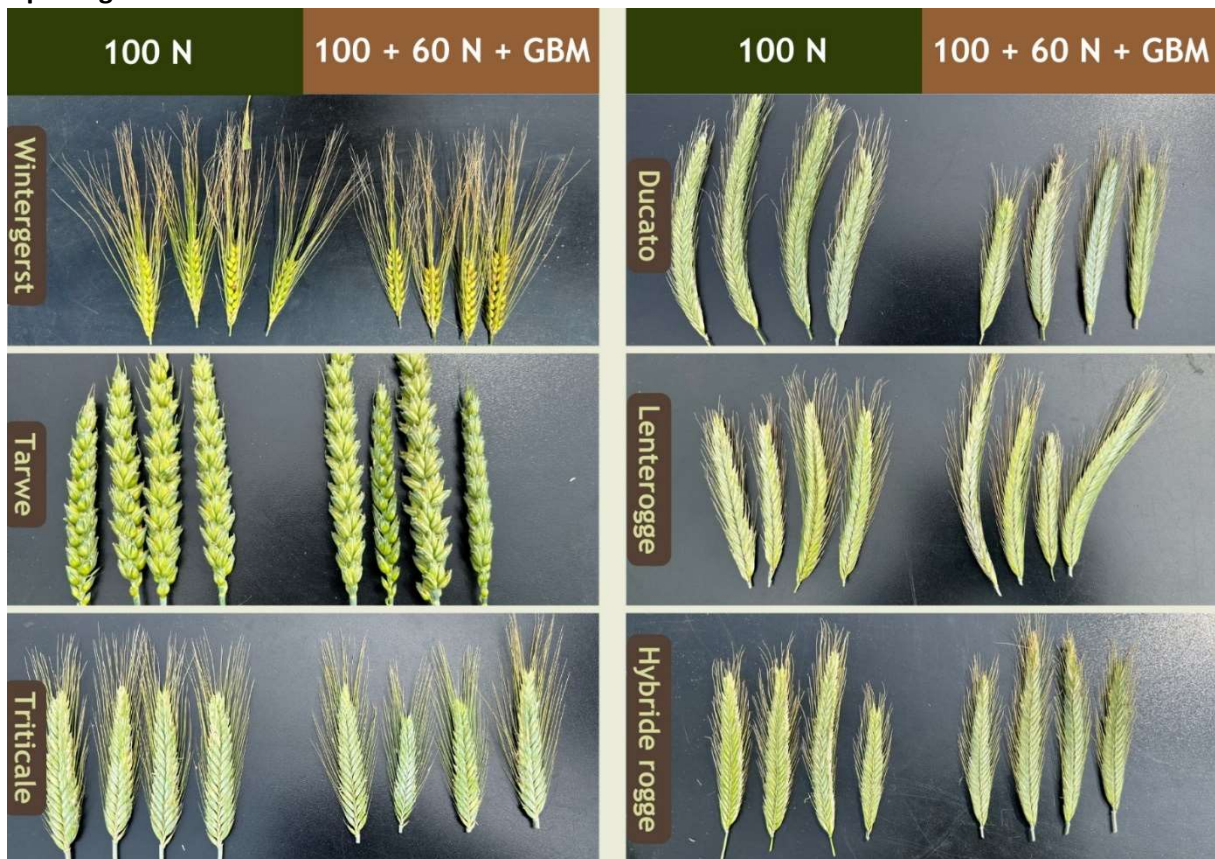 100 N
100 + 60 N + GBM
Wintergerst
Tarwe
Triticale
100 N
100 + 60 N + GBM
Ducato
Lenterogge
Hybride rogge